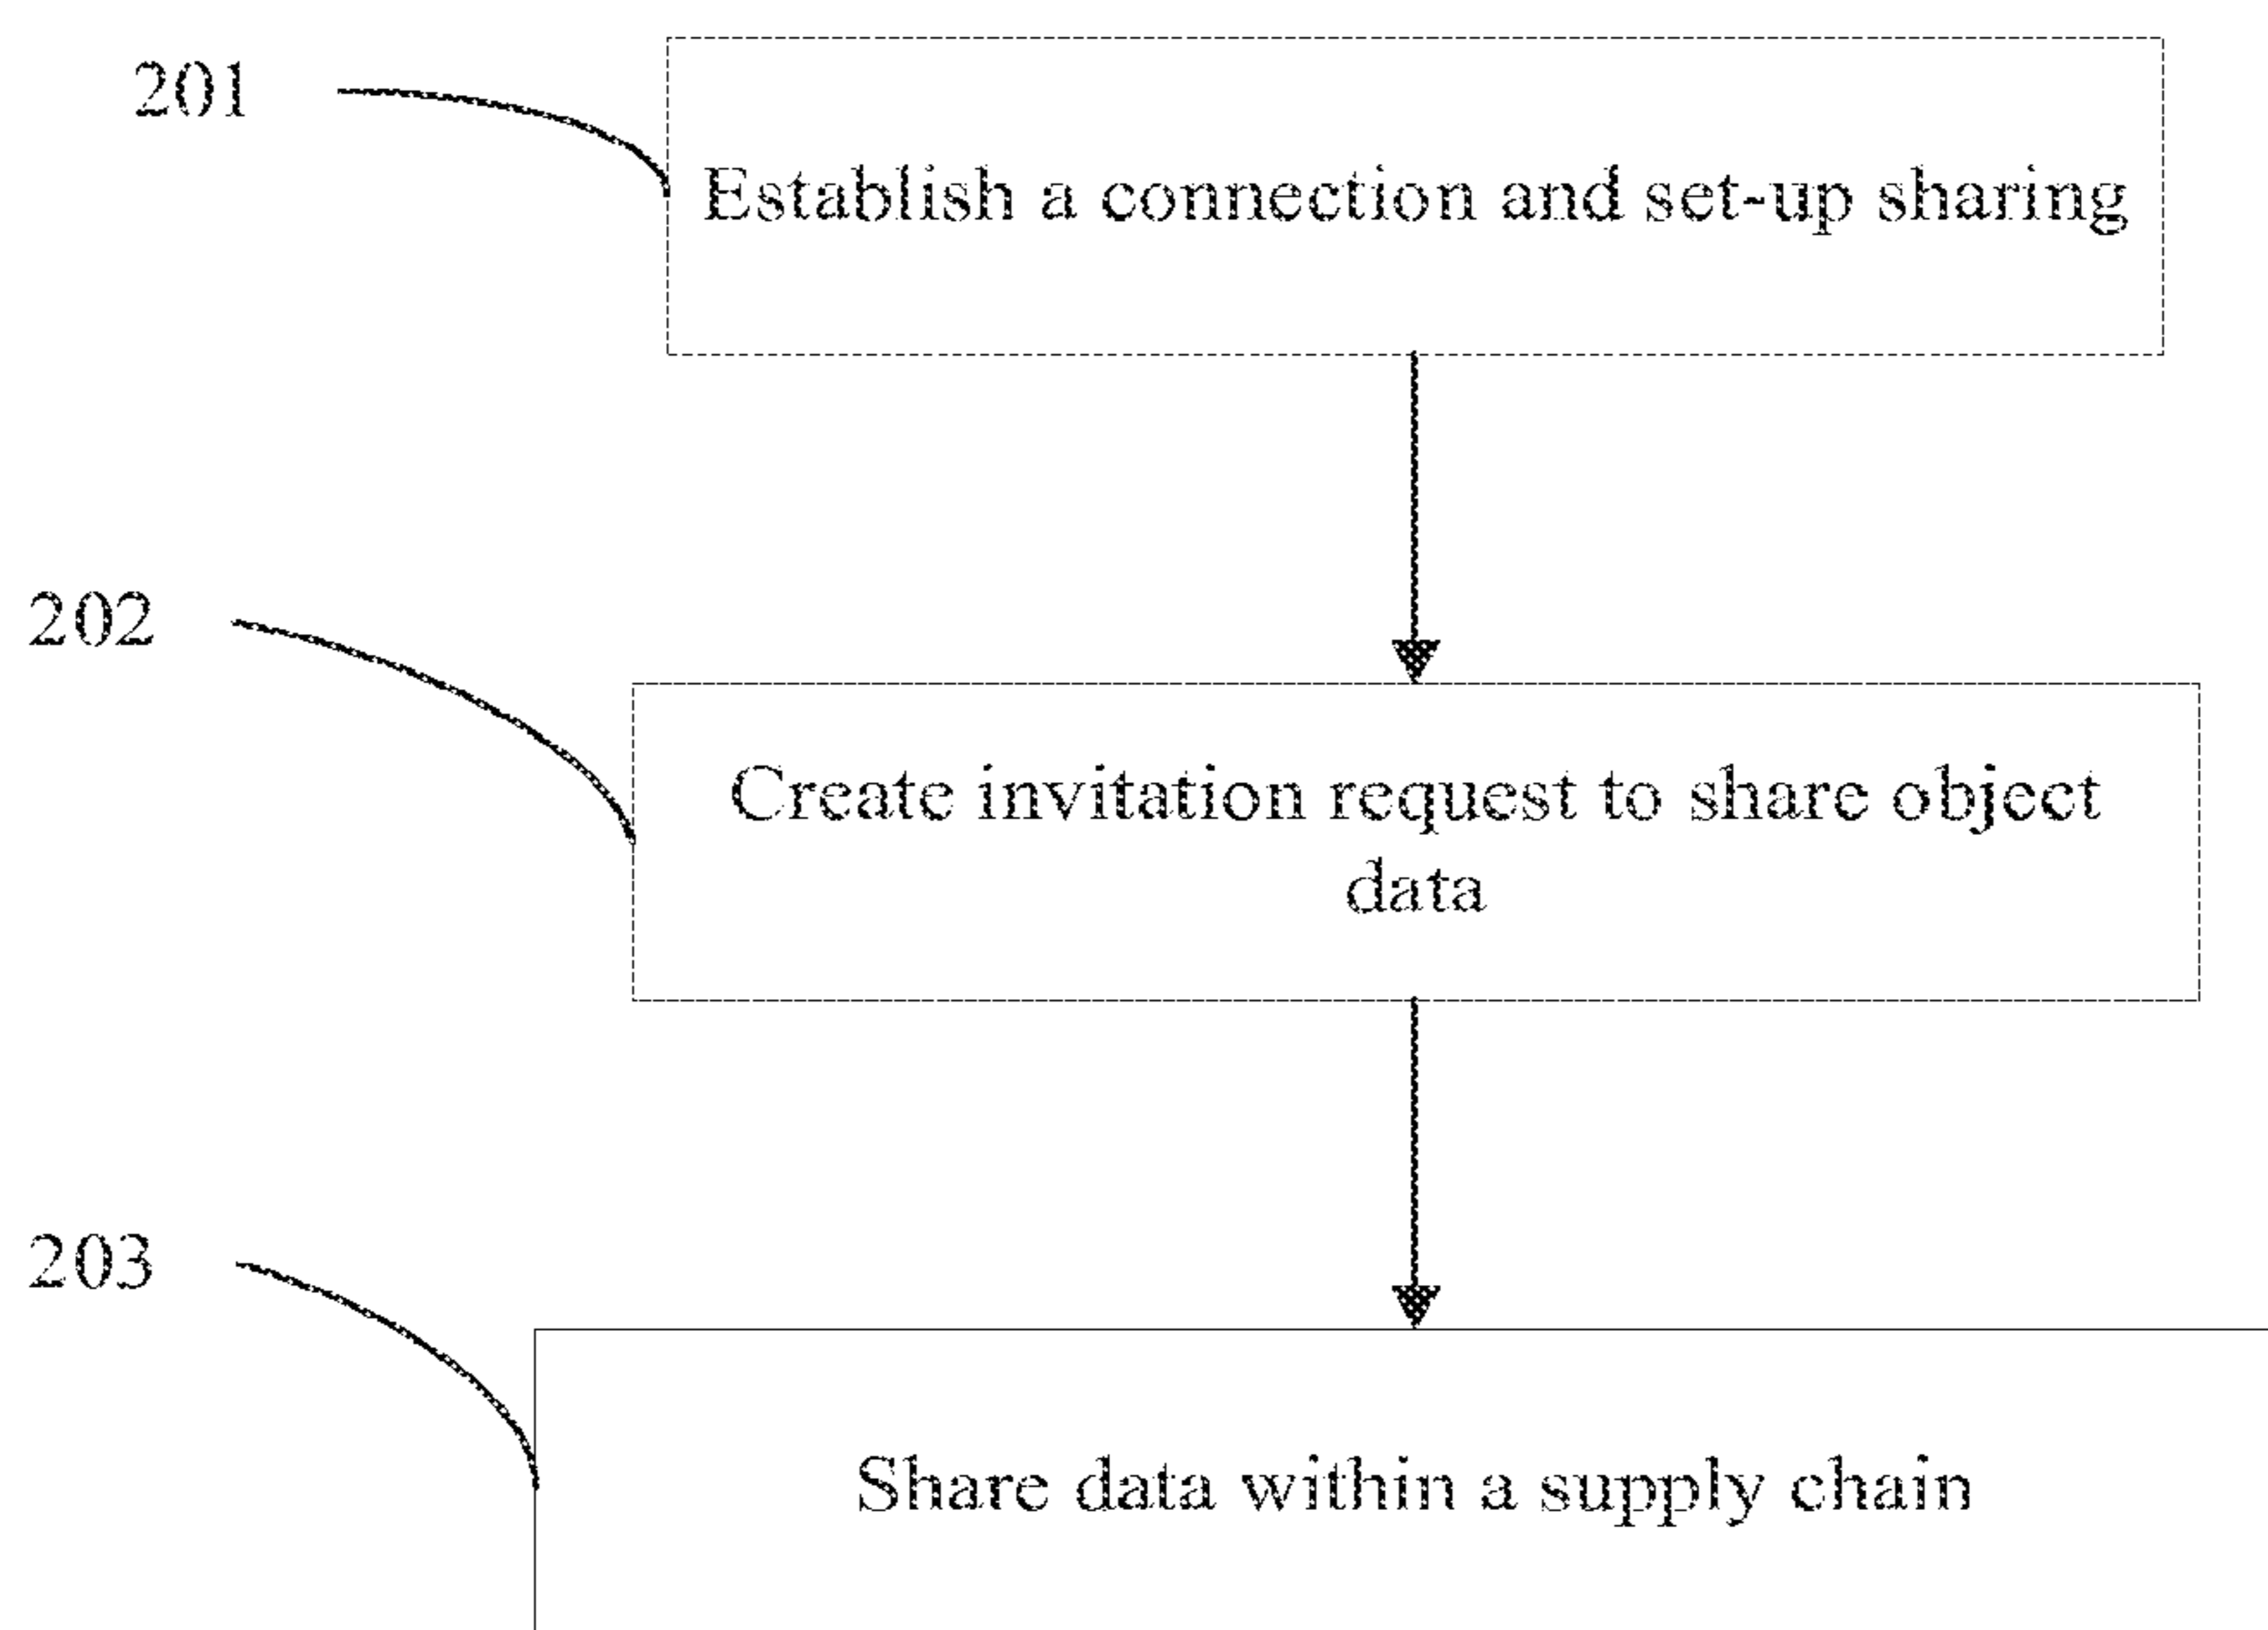 201
Establish a connection and set-up sharing
202
Create invitation request to share object
data
203
Share data within a supply chain